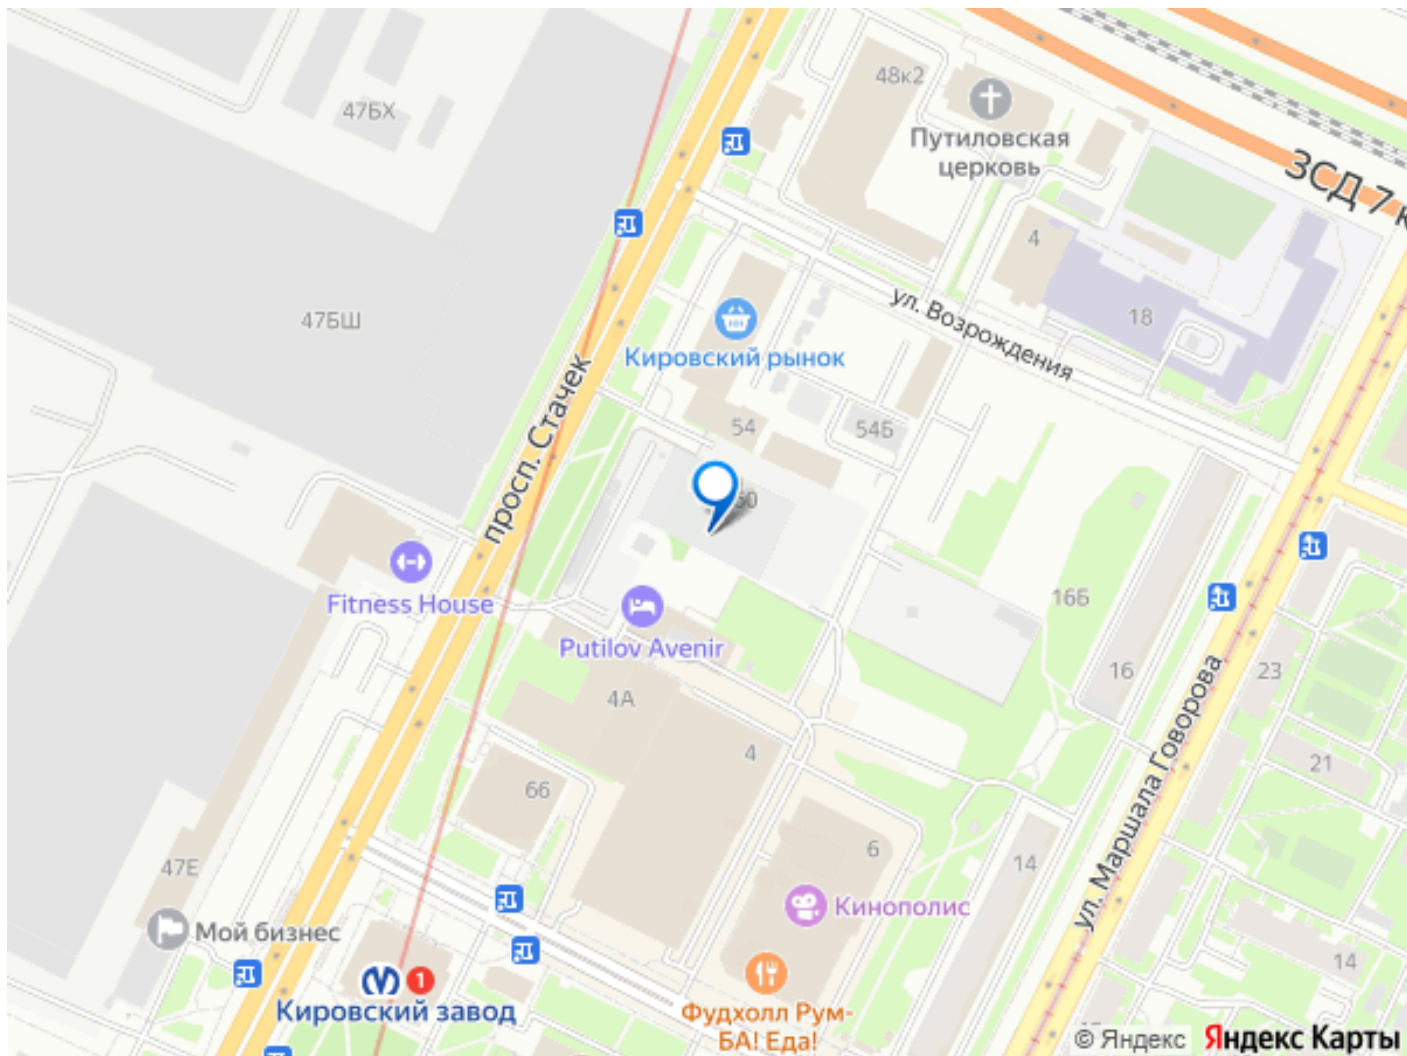 48к2
47БХ
Путиловская
церковь
ЗСД 7 к
4
47БШ
18
ул. Возрождения
Кировский рынок
просп. Стачек
54
54Б
Fitness House
16Б
Putilov Avenir
16
23
4А
4
21
66
ул. Маршала Говорова
6
14
47Е
Кинополис
Мой бизнес
14
1
Кировский завод
Фудхолл Рум-
БА! Еда!
© Яндекс Яндекс Карты